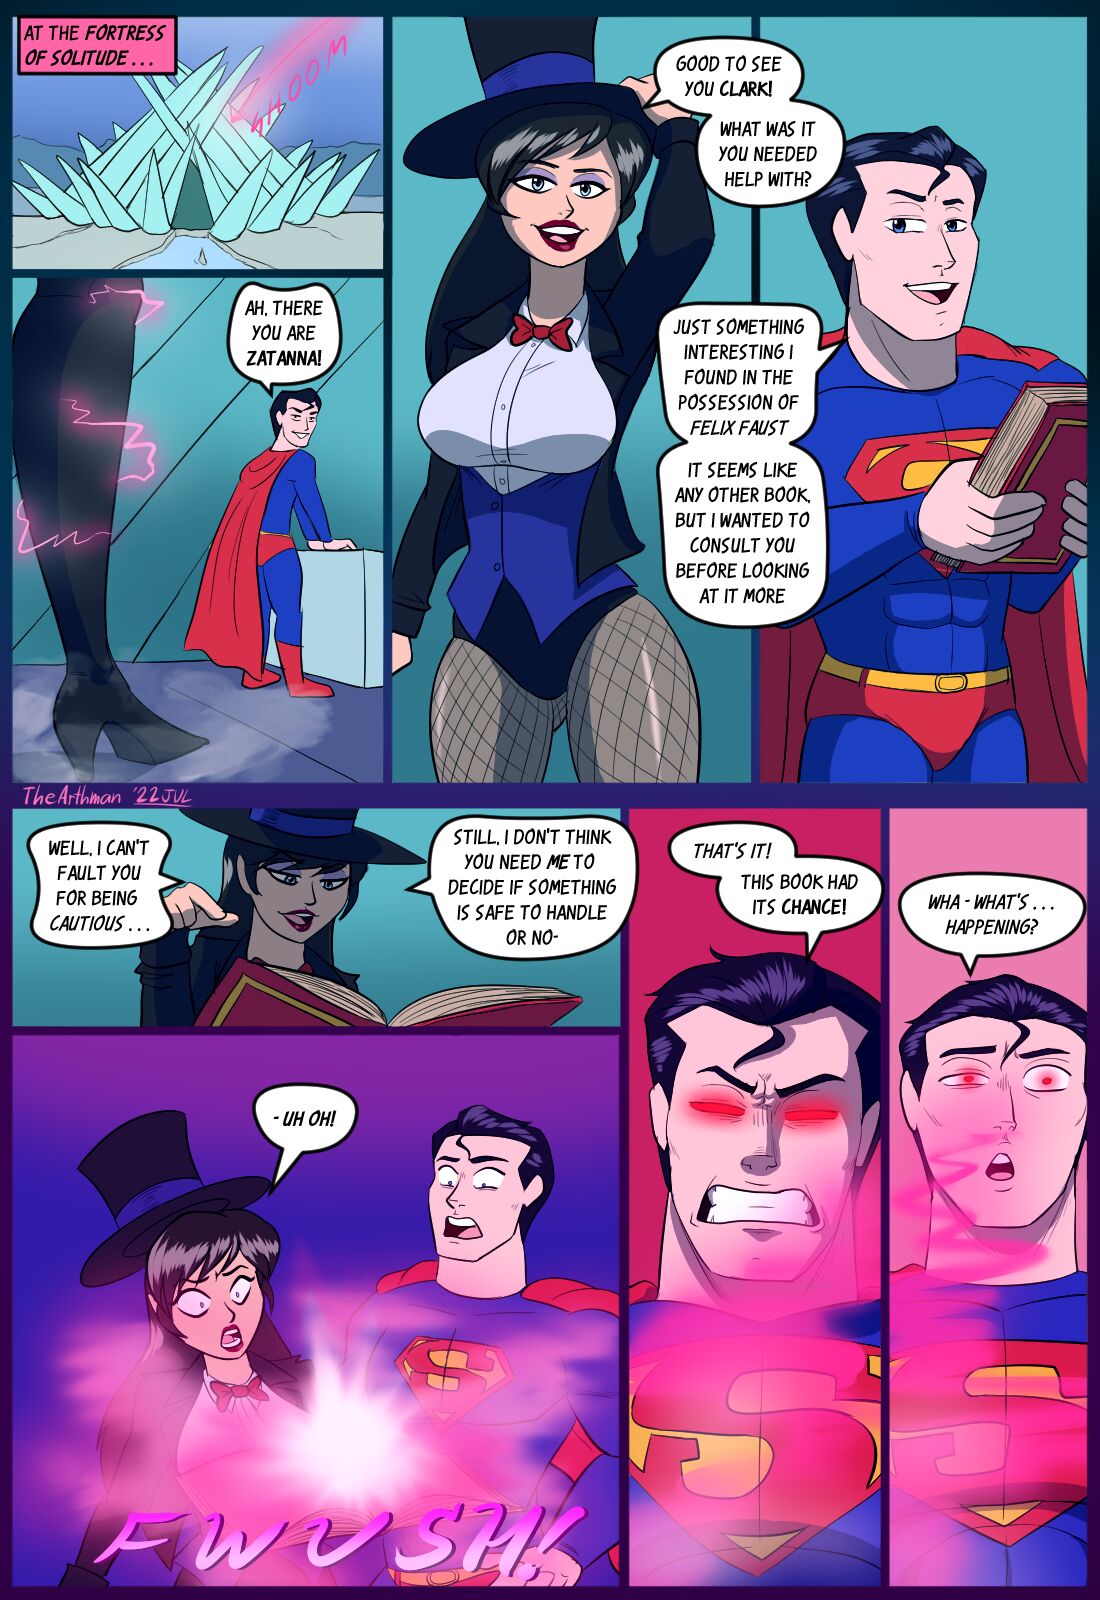 AT THE FORTRESS
OF SOLITUDE...
SHOOM
AH, THERE
YOU ARE
ZATANNA!
GOOD TO SEE
YOU CLARK!
WHAT WAS IT
YOU NEEDED
HELP WITH?
JUST SOMETHING
INTERESTING I
FOUND IN THE
POSSESSION OF
FELIX FAUST
IT SEEMS LIKE
ANY OTHER BOOK,
BUT I WANTED TO
CONSULT YOU
BEFORE LOOKING
AT IT MORE
TheArthman '22 JUL
WELL, I CAN'T
FAULT YOU
FOR BEING
CAUTIOUS...
STILL, I DON'T THINK
YOU NEED ME TO
DECIDE IF SOMETHING
IS SAFE TO HANDLE
OR NO-
- UH OH!
FWUSH!
THAT'S IT!
THIS BOOK HAD
ITS CHANCE!
WHA - WHAT'S...
HAPPENING?